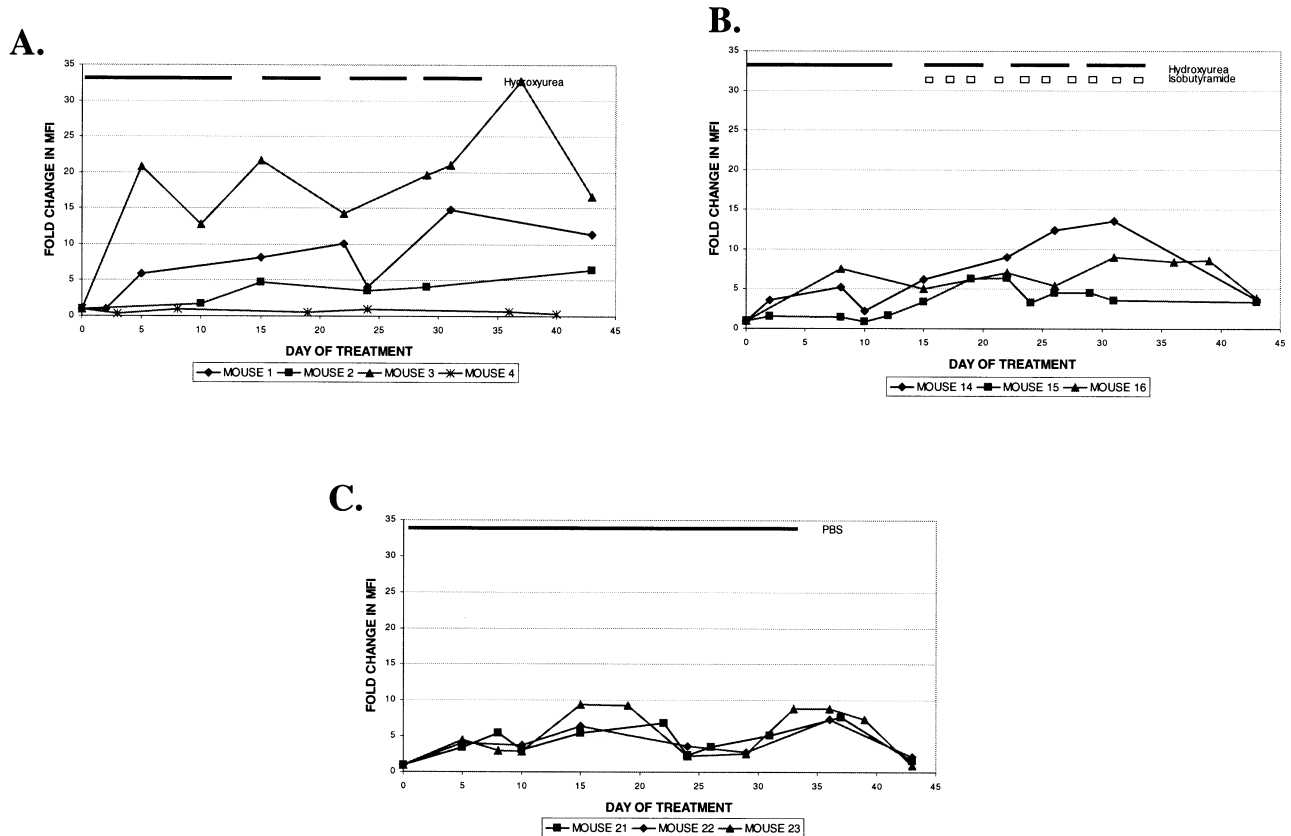 A.
35
30
25
20
15
10
5
0
FOLD CHANGE IN MFI
Hydroxyurea
0 5 10 15 20 25 30 35 40 45
DAY OF TREATMENT
MOUSE 1 MOUSE 2 MOUSE 3 MOUSE 4
B.
35
30
25
20
15
10
5
0
FOLD CHANGE IN MFI
Hydroxyurea
Isobutyramide
0 5 10 15 20 25 30 35 40 45
DAY OF TREATMENT
MOUSE 14 MOUSE 15 MOUSE 16
C.
35
30
25
20
15
10
5
0
FOLD CHANGE IN MFI
PBS
0 5 10 15 20 25 30 35 40 45
DAY OF TREATMENT
MOUSE 21 MOUSE 22 MOUSE 23